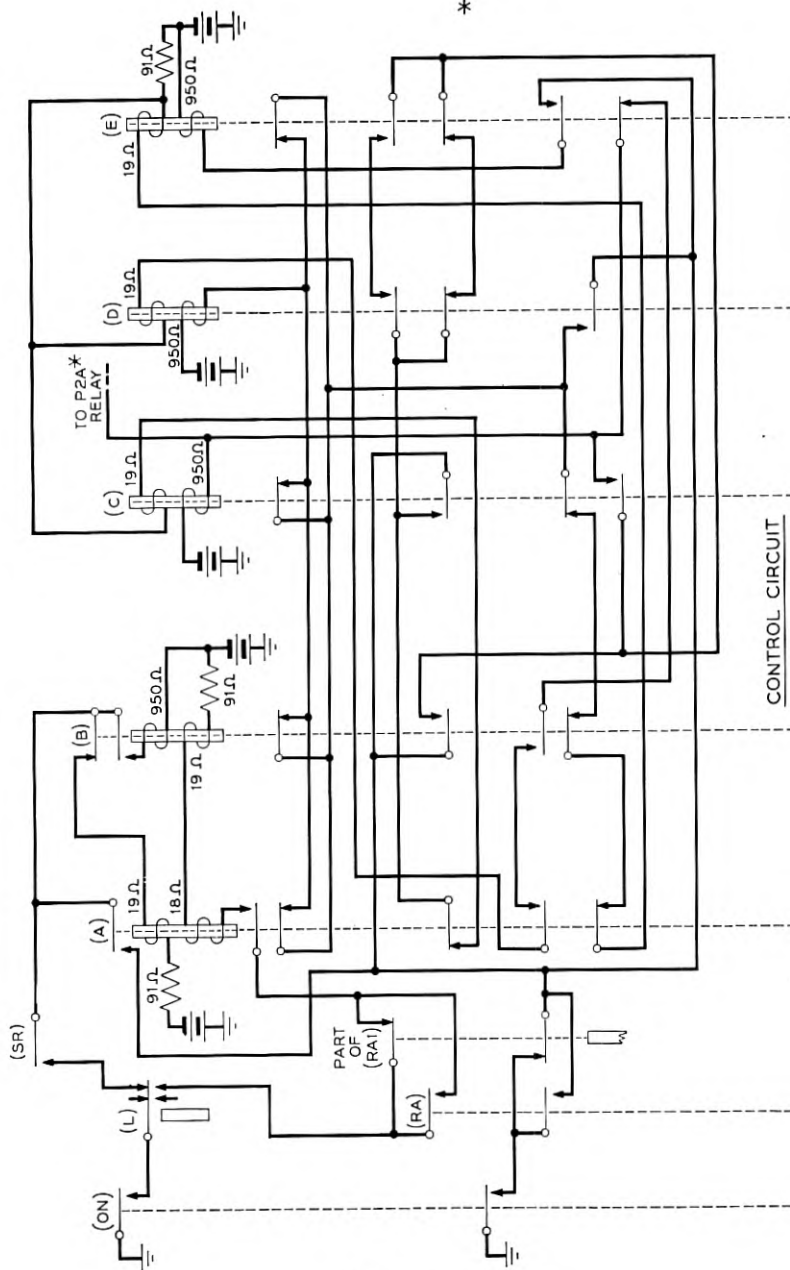 *
(SR)
(ON)
(L)
(A)
19Ω
18Ω
91Ω
(B)
950Ω
91Ω
19Ω
TO P2A*
RELAY
(C)
19Ω
950Ω
(D)
19Ω
950Ω
(E)
19Ω
91Ω
950Ω
PART
OF
(RA1)
(RA)
CONTROL CIRCUIT